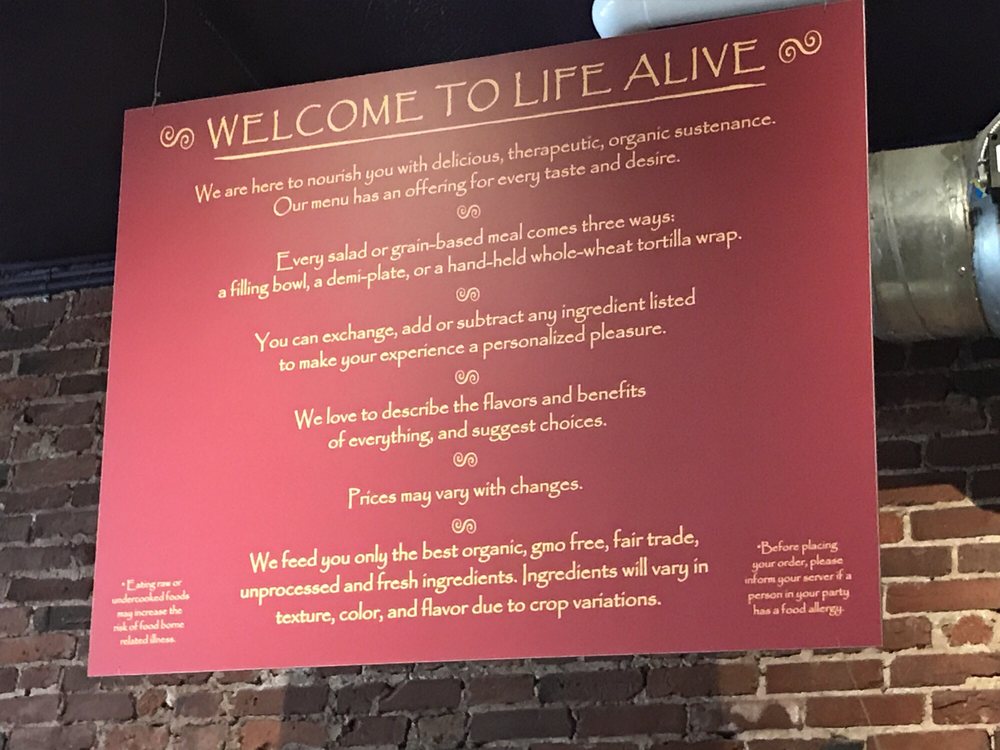 WELCOME TO LIFE ALIVE
We are here to nourish you with delicious, therapeutic, organic sustenance.
Our menu has an offering for every taste and desire.
Every salad or grain-based meal comes three ways:
a filling bowl, a demi-plate, or a hand-held whole-wheat tortilla wrap.
You can exchange, add or subtract any ingredient listed
to make your experience a personalized pleasure.
We love to describe the flavors and benefits
of everything, and suggest choices.
Prices may vary with changes.
We feed you only the best organic, gmo free, fair trade,
unprocessed and fresh ingredients. Ingredients will vary in
texture, color, and flavor due to crop variations.
* Eating raw or
undercooked foods
may increase the
risk of food borne
related illness.
*Before placing
your order, please
inform your server if a
person in your party
has a food allergy.